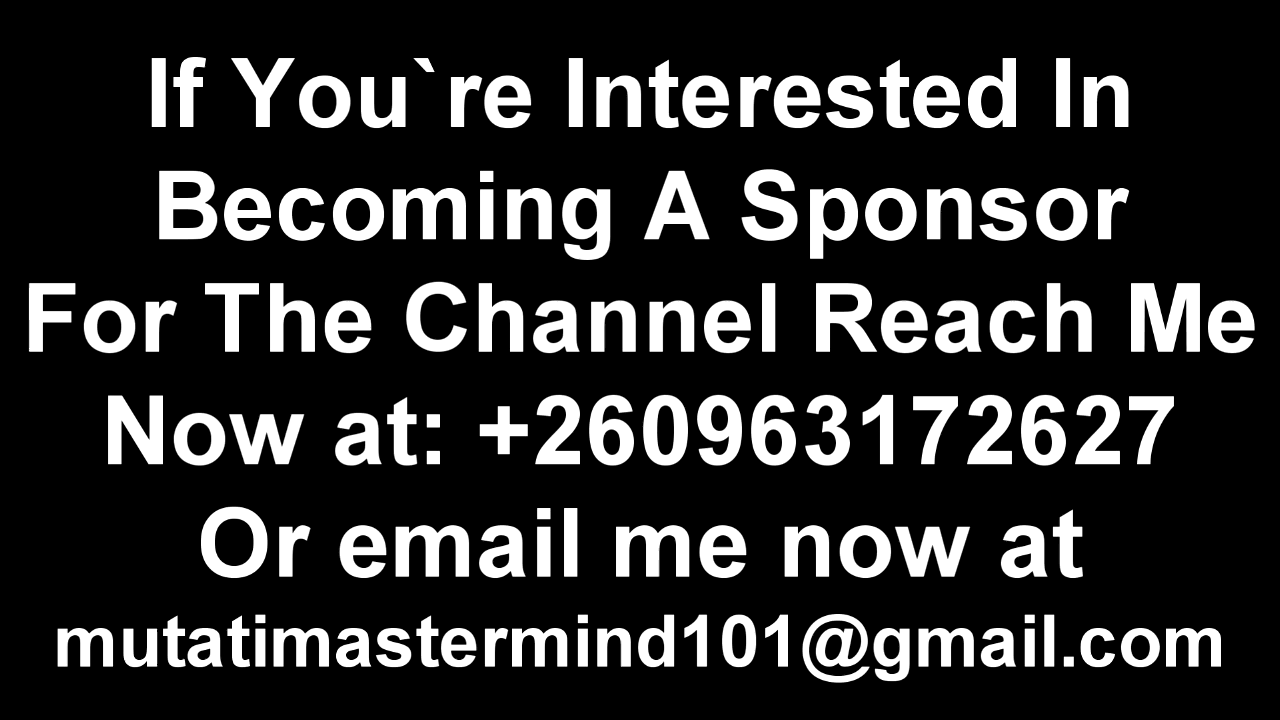 If You`re Interested In
Becoming A Sponsor
For The Channel Reach Me
Now at: +260963172627
Or email me now at
mutatimastermind101@gmail.com